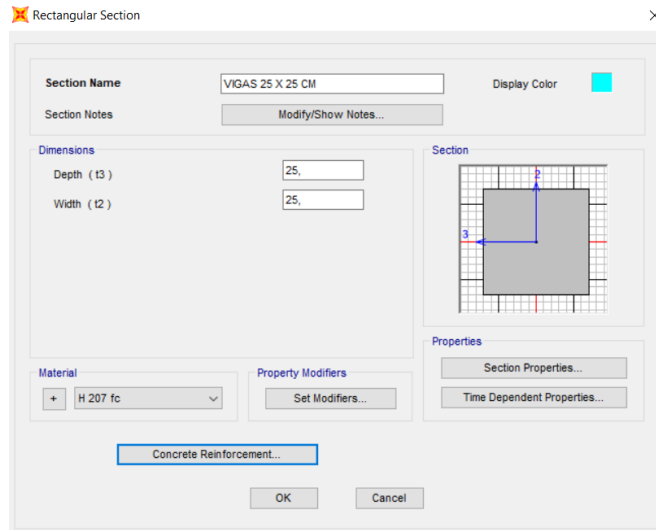 Rectangular Section
Section Name
VIGAS 25 X 25 CM
Display Color
Section Notes
Modify/Show Notes...
Dimensions
Depth ( t3 )
25,
Width ( t2 )
25,
Section
2
3
Properties
Section Properties...
Time Dependent Properties...
Material
+
H 207 fc
Property Modifiers
Set Modifiers...
Concrete Reinforcement...
OK
Cancel